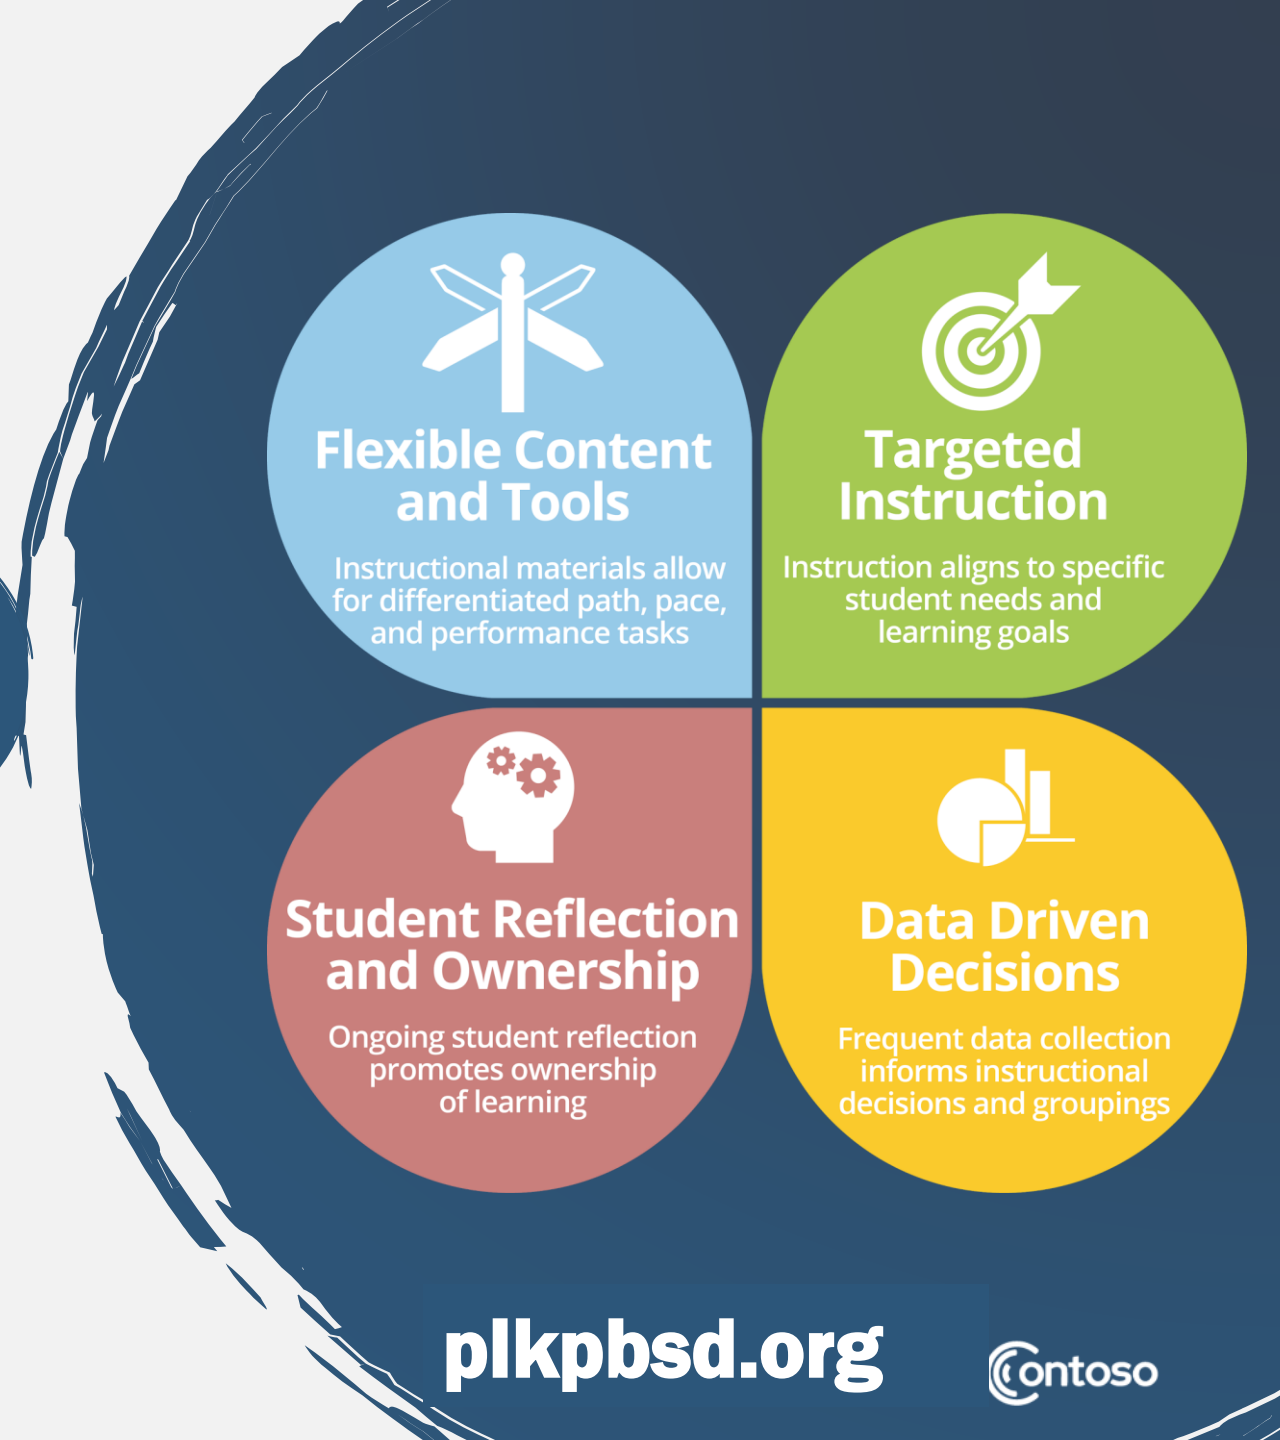 Flexible Content
and Tools
Instructional materials allow
for differentiated path, pace,
and performance tasks
Targeted
Instruction
Instruction aligns to specific
student needs and
learning goals
Student Reflection
and Ownership
Ongoing student reflection
promotes ownership
of learning
Data Driven
Decisions
Frequent data collection
informs instructional
decisions and groupings
plkpbsd.org
Contoso